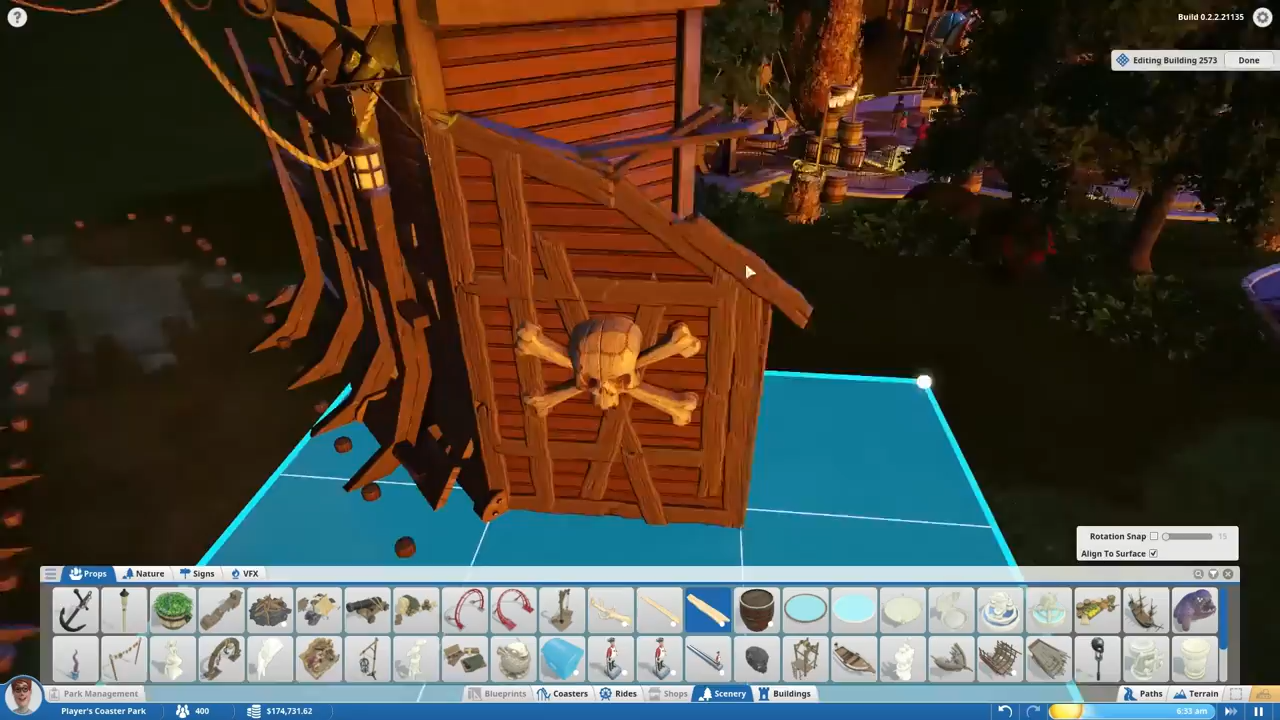 ?
Build 0.2.2.21135
Editing Building 2573 Done
Rotation Snap 15
Align To Surface
Props Nature Signs VFX
Park Management Blueprints Coasters Rides Shops Scenery Buildings Paths Terrain
Player's Coaster Park 400 $174,731.62 6:33 am